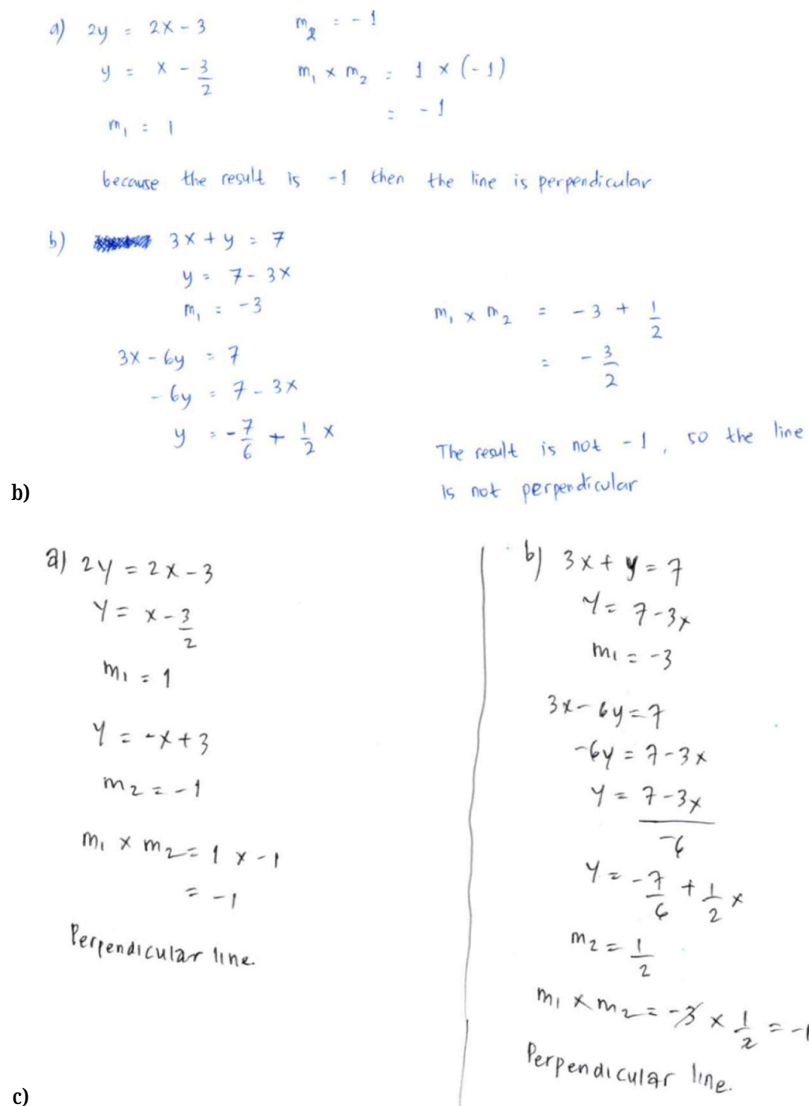 a) 2y = 2x - 3
y = x - 3/2
m₁ = 1
m₂ = -1
m₁ × m₂ = 1 × (-1)
= -1
because the result is -1 then the line is perpendicular
b) 3x + y = 7
y = 7 - 3x
m₁ = -3
3x - 6y = 7
-6y = 7 - 3x
y = -7/6 + 1/2 x
m₁ × m₂ = -3 + 1/2
= -3/2
The result is not -1, so the line
is not perpendicular
b)
a) 2y = 2x - 3
y = x - 3/2
m₁ = 1
y = -x + 3
m₂ = -1
m₁ × m₂ = 1 × -1
= -1
Perpendicular line.
b) 3x + y = 7
y = 7 - 3x
m₁ = -3
3x - 6y = 7
-6y = 7 - 3x
y = 7 - 3x / -6
y = -7/6 + 1/2 x
m₂ = 1/2
m₁ × m₂ = -3 × 1/2 = -1
Perpendicular line.
c)